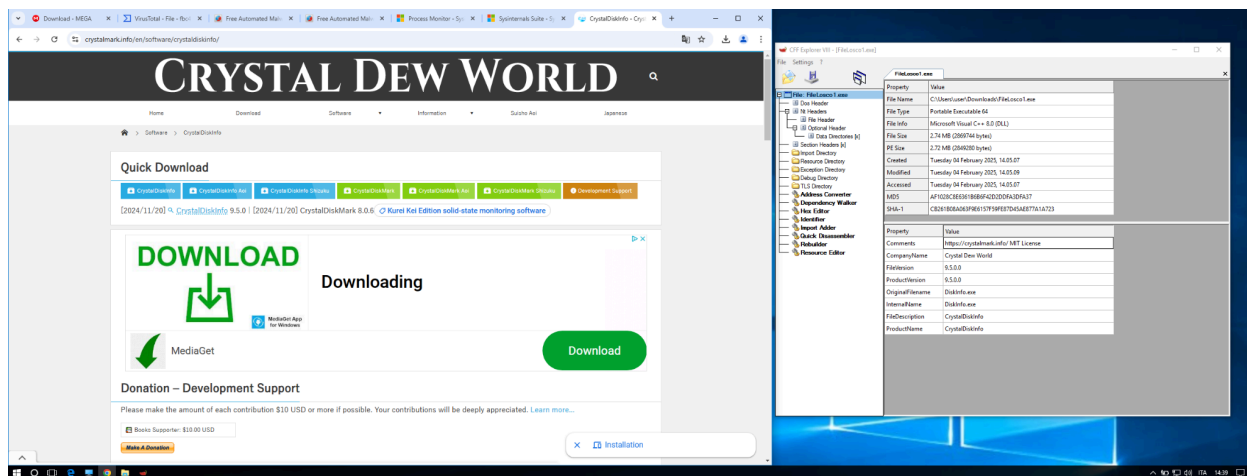 Download - MEGA
VirusTotal - File - fbo
Free Automated Mal
Free Automated Mal
Process Monitor - Sy
Sysinternals Suite - S
CrystalDiskInfo - Crys
crystalmark.info/en/software/crystaldiskinfo/
CRYSTAL DEW WORLD
Home Download Software Information Suisho Aoi Japanese
Software > CrystalDiskInfo
Quick Download
CrystalDiskInfo CrystalDiskInfo Aoi CrystalDiskInfo Shizuku CrystalDiskMark CrystalDiskMark Aoi CrystalDiskMark Shizuku Development Support
[2024/11/20] CrystalDiskInfo 9.5.0 | [2024/11/20] CrystalDiskMark 8.0.6 Kurei Kei Edition solid-state monitoring software
DOWNLOAD
Downloading
MediaGet App
for Windows
MediaGet
Download
Donation – Development Support
Please make the amount of each contribution $10 USD or more if possible. Your contributions will be deeply appreciated. Learn more...
Books Supporter: $10.00 USD
Make A Donation
Installation
CFF Explorer VIII - [FileLosco1.exe]
File Settings ?
FileLosco1.exe
File: FileLosco1.exe
Dos Header
Nt Headers
File Header
Optional Header
Data Directories [x]
Section Headers [x]
Import Directory
Resource Directory
Exception Directory
Debug Directory
TLS Directory
Address Converter
Dependency Walker
Hex Editor
Identifier
Import Adder
Quick Disassembler
Rebuilder
Resource Editor
Property Value
File Name C:\Users\user\Downloads\FileLosco1.exe
File Type Portable Executable 64
File Info Microsoft Visual C++ 8.0 (DLL)
File Size 2.74 MB (2869744 bytes)
PE Size 2.72 MB (2849280 bytes)
Created Tuesday 04 February 2025, 14.05.07
Modified Tuesday 04 February 2025, 14.05.09
Accessed Tuesday 04 February 2025, 14.05.07
MD5 AF1028C8E6361B6B6F42D2DDFA3DFA37
SHA-1 CB261B08A063F9E6157F59FE87D45AE877A1A723
Property Value
Comments https://crystalmark.info/ MIT License
CompanyName Crystal Dew World
FileVersion 9.5.0.0
ProductVersion 9.5.0.0
OriginalFilename DiskInfo.exe
InternalName DiskInfo.exe
FileDescription CrystalDiskInfo
ProductName CrystalDiskInfo
ITA 14:39